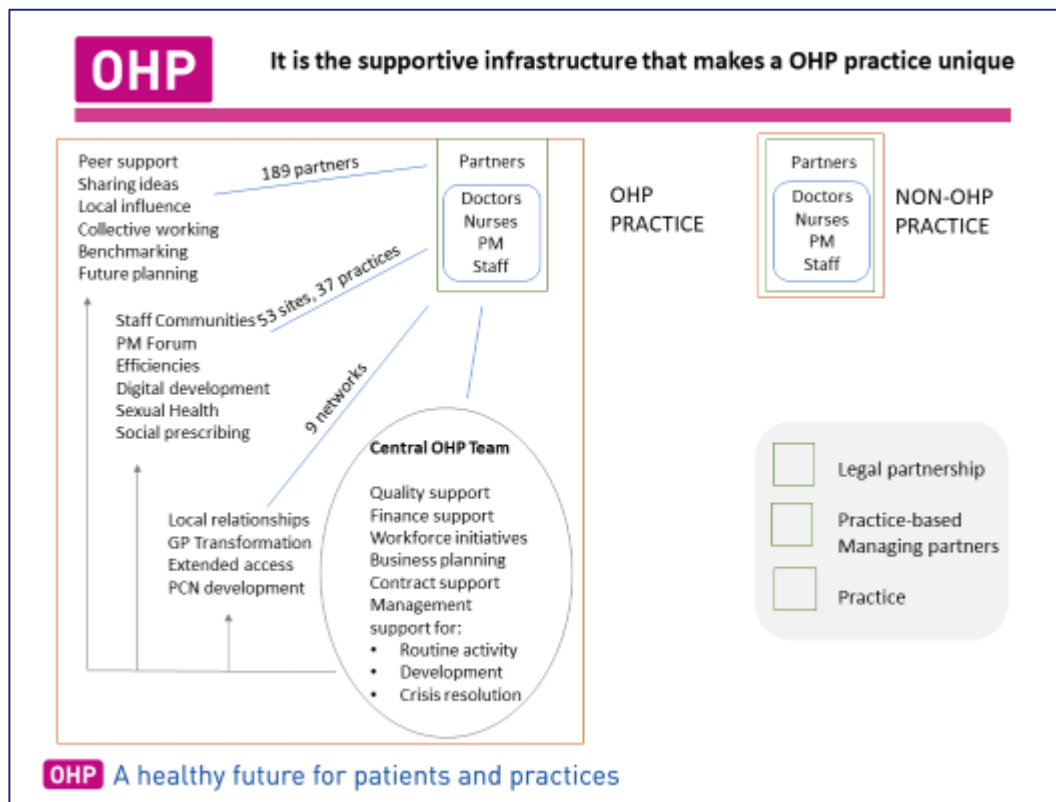 OHP
It is the supportive infrastructure that makes a OHP practice unique
Peer support
Sharing ideas
Local influence
Collective working
Benchmarking
Future planning
189 partners
Partners
Doctors
Nurses
PM
Staff
OHP
PRACTICE
Partners
Doctors
Nurses
PM
Staff
NON-OHP
PRACTICE
53 sites, 37 practices
Staff Communities
PM Forum
Efficiencies
Digital development
Sexual Health
Social prescribing
9 networks
Local relationships
GP Transformation
Extended access
PCN development
Central OHP Team
Quality support
Finance support
Workforce initiatives
Business planning
Contract support
Management
support for:
• Routine activity
• Development
• Crisis resolution
Legal partnership
Practice-based
Managing partners
Practice
OHP A healthy future for patients and practices